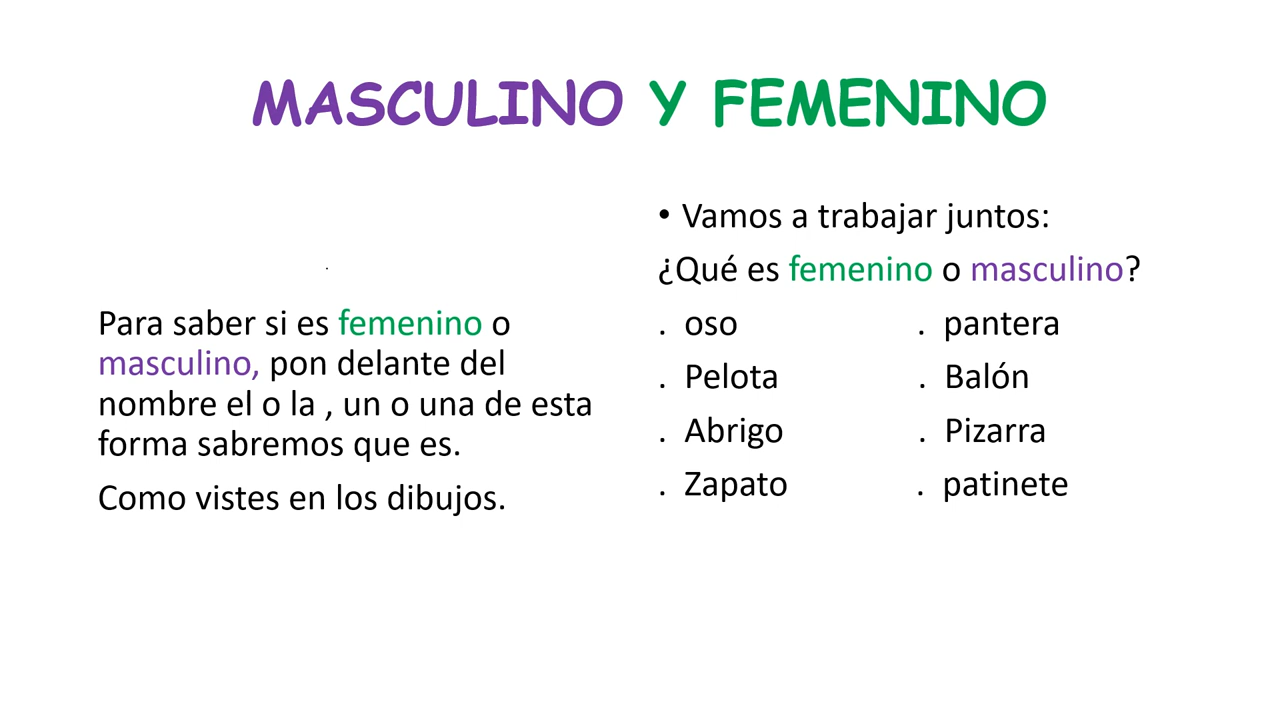 MASCULINO Y FEMENINO
.
Para saber si es femenino o
masculino, pon delante del
nombre el o la , un o una de esta
forma sabremos que es.
Como vistes en los dibujos.
• Vamos a trabajar juntos:
¿Qué es femenino o masculino?
. oso . pantera
. Pelota . Balón
. Abrigo . Pizarra
. Zapato . patinete